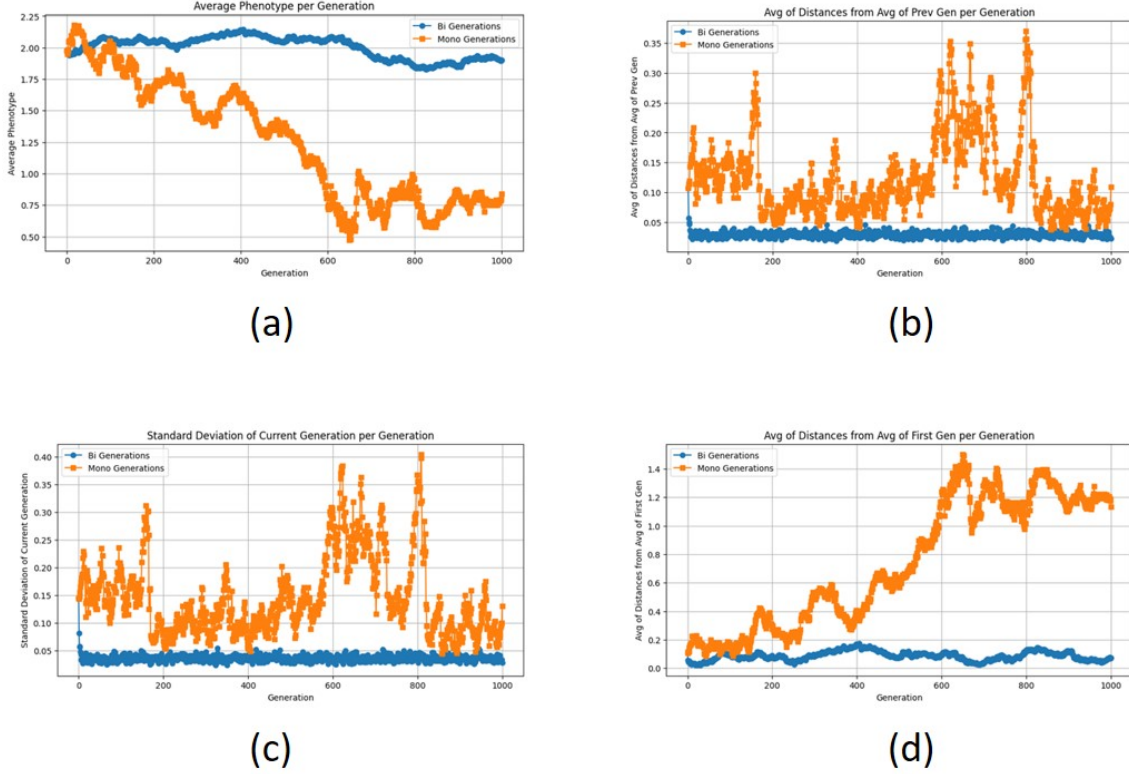 Average Phenotype per Generation
2.25
2.00
1.75
1.50
1.25
1.00
0.75
0.50
Average Phenotype
Bi Generations
Mono Generations
0
200
400
600
800
1000
Generation
(a)
Avg of Distances from Avg of Prev Gen per Generation
0.35
0.30
0.25
0.20
0.15
0.10
0.05
Avg of Distances from Avg of Prev Gen
Bi Generations
Mono Generations
0
200
400
600
800
1000
Generation
(b)
Standard Deviation of Current Generation per Generation
0.40
0.35
0.30
0.25
0.20
0.15
0.10
0.05
Standard Deviation of Current Generation
Bi Generations
Mono Generations
0
200
400
600
800
1000
Generation
(c)
Avg of Distances from Avg of First Gen per Generation
1.4
1.2
1.0
0.8
0.6
0.4
0.2
0.0
Avg of Distances from Avg of First Gen
Bi Generations
Mono Generations
0
200
400
600
800
1000
Generation
(d)